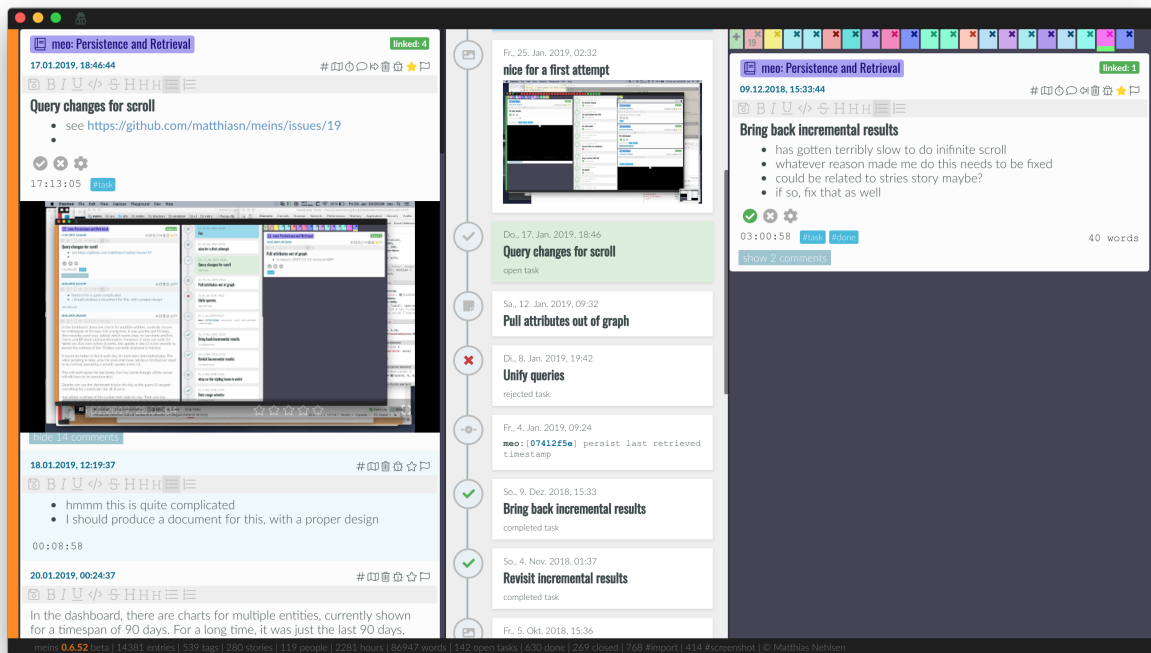 meo: Persistence and Retrieval
linked: 4
17.01.2019, 18:46:44
B I U </> S H H H
Query changes for scroll
see https://github.com/matthiasn/meins/issues/19
17:13:05 #task
hide 14 comments
18.01.2019, 12:19:37
B I U </> S H H H
hmmm this is quite complicated
I should produce a document for this, with a proper design
00:08:58
20.01.2019, 00:24:37
B I U </> S H H H
In the dashboard, there are charts for multiple entities, currently shown
for a timespan of 90 days. For a long time, it was just the last 90 days,
Fr., 25. Jan. 2019, 02:32
nice for a first attempt
Do., 17. Jan. 2019, 18:46
Query changes for scroll
open task
Sa., 12. Jan. 2019, 09:32
Pull attributes out of graph
Di., 8. Jan. 2019, 19:42
Unify queries
rejected task
Fr., 4. Jan. 2019, 09:24
meo:[07412f5e] persist last retrieved
timestamp
So., 9. Dez. 2018, 15:33
Bring back incremental results
completed task
So., 4. Nov. 2018, 01:37
Revisit incremental results
completed task
Fr., 5. Okt. 2018, 15:36
19
meo: Persistence and Retrieval
linked: 1
09.12.2018, 15:33:44
B I U </> S H H H
Bring back incremental results
has gotten terribly slow to do inifinite scroll
whatever reason made me do this needs to be fixed
could be related to stries story maybe?
if so, fix that as well
03:00:58 #task #done
40 words
show 2 comments
meins 0.6.52 beta | 14381 entries | 539 tags | 280 stories | 119 people | 2281 hours | 86947 words | 142 open tasks | 630 done | 269 closed | 768 #import | 414 #screenshot | © Matthias Nehlsen